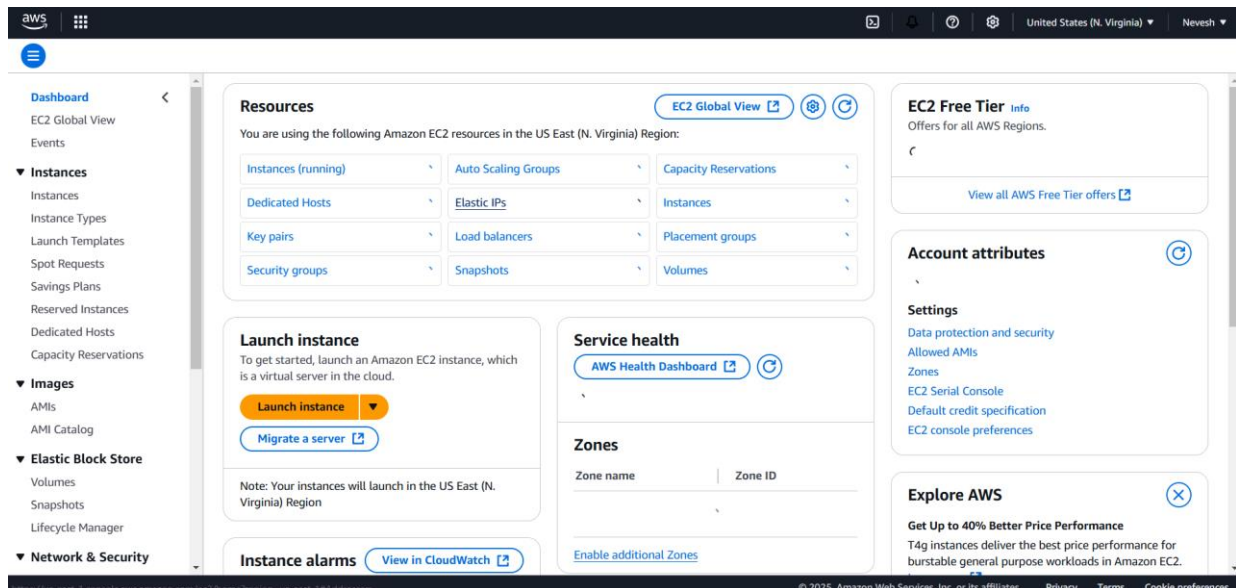 aws
United States (N. Virginia) ▼
Nevesh ▼
Dashboard
EC2 Global View
Events
▼ Instances
Instances
Instance Types
Launch Templates
Spot Requests
Savings Plans
Reserved Instances
Dedicated Hosts
Capacity Reservations
▼ Images
AMIs
AMI Catalog
▼ Elastic Block Store
Volumes
Snapshots
Lifecycle Manager
▼ Network & Security
Resources
EC2 Global View
You are using the following Amazon EC2 resources in the US East (N. Virginia) Region:
Instances (running)
Auto Scaling Groups
Capacity Reservations
Dedicated Hosts
Elastic IPs
Instances
Key pairs
Load balancers
Placement groups
Security groups
Snapshots
Volumes
Launch instance
To get started, launch an Amazon EC2 instance, which
is a virtual server in the cloud.
Launch instance
Migrate a server
Note: Your instances will launch in the US East (N.
Virginia) Region
Instance alarms
View in CloudWatch
Service health
AWS Health Dashboard
Zones
Zone name
Zone ID
Enable additional Zones
EC2 Free Tier Info
Offers for all AWS Regions.
View all AWS Free Tier offers
Account attributes
Settings
Data protection and security
Allowed AMIs
Zones
EC2 Serial Console
Default credit specification
EC2 console preferences
Explore AWS
Get Up to 40% Better Price Performance
T4g instances deliver the best price performance for
burstable general purpose workloads in Amazon EC2.
© 2025, Amazon Web Services, Inc. or its affiliates.
Privacy
Terms
Cookie preferences